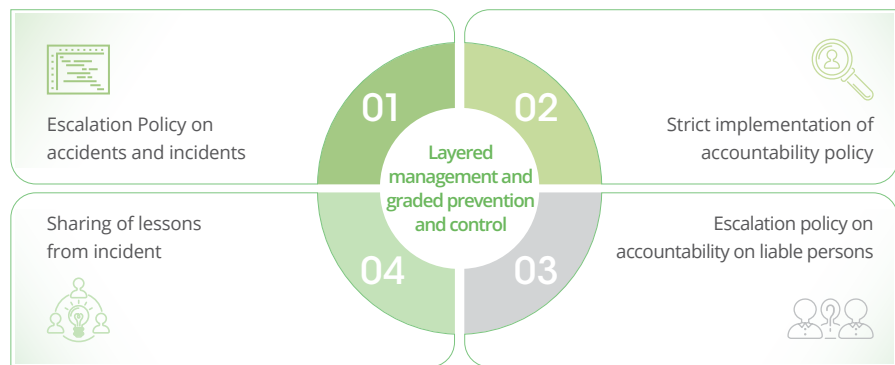 01
Escalation Policy on
accidents and incidents
02
Strict implementation of
accountability policy
Layered
management and
graded prevention
and control
04
Sharing of lessons
from incident
03
Escalation policy on
accountability on liable persons